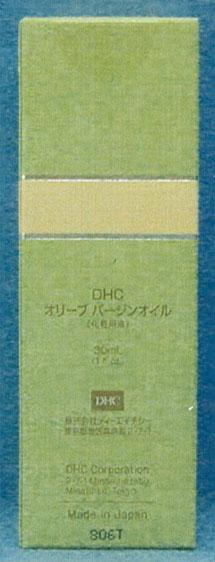 DHC
オリーブ バージンオイル
(化粧用油)
30mL
DHC
株式会社ディーエイチシー
DHC Corporation
Made in Japan
806T